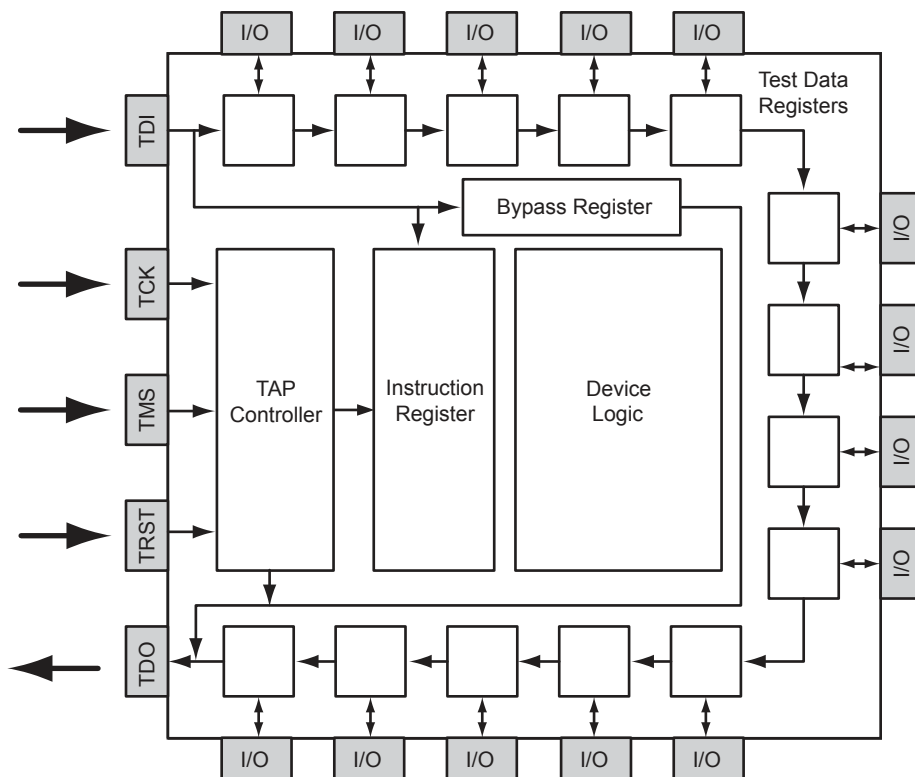 I/O I/O I/O I/O I/O
Test Data
Registers
TDI
Bypass Register
I/O
TCK
I/O
TAP
Controller
Instruction
Register
Device
Logic
TMS
I/O
TRST
I/O
TDO
I/O I/O I/O I/O I/O